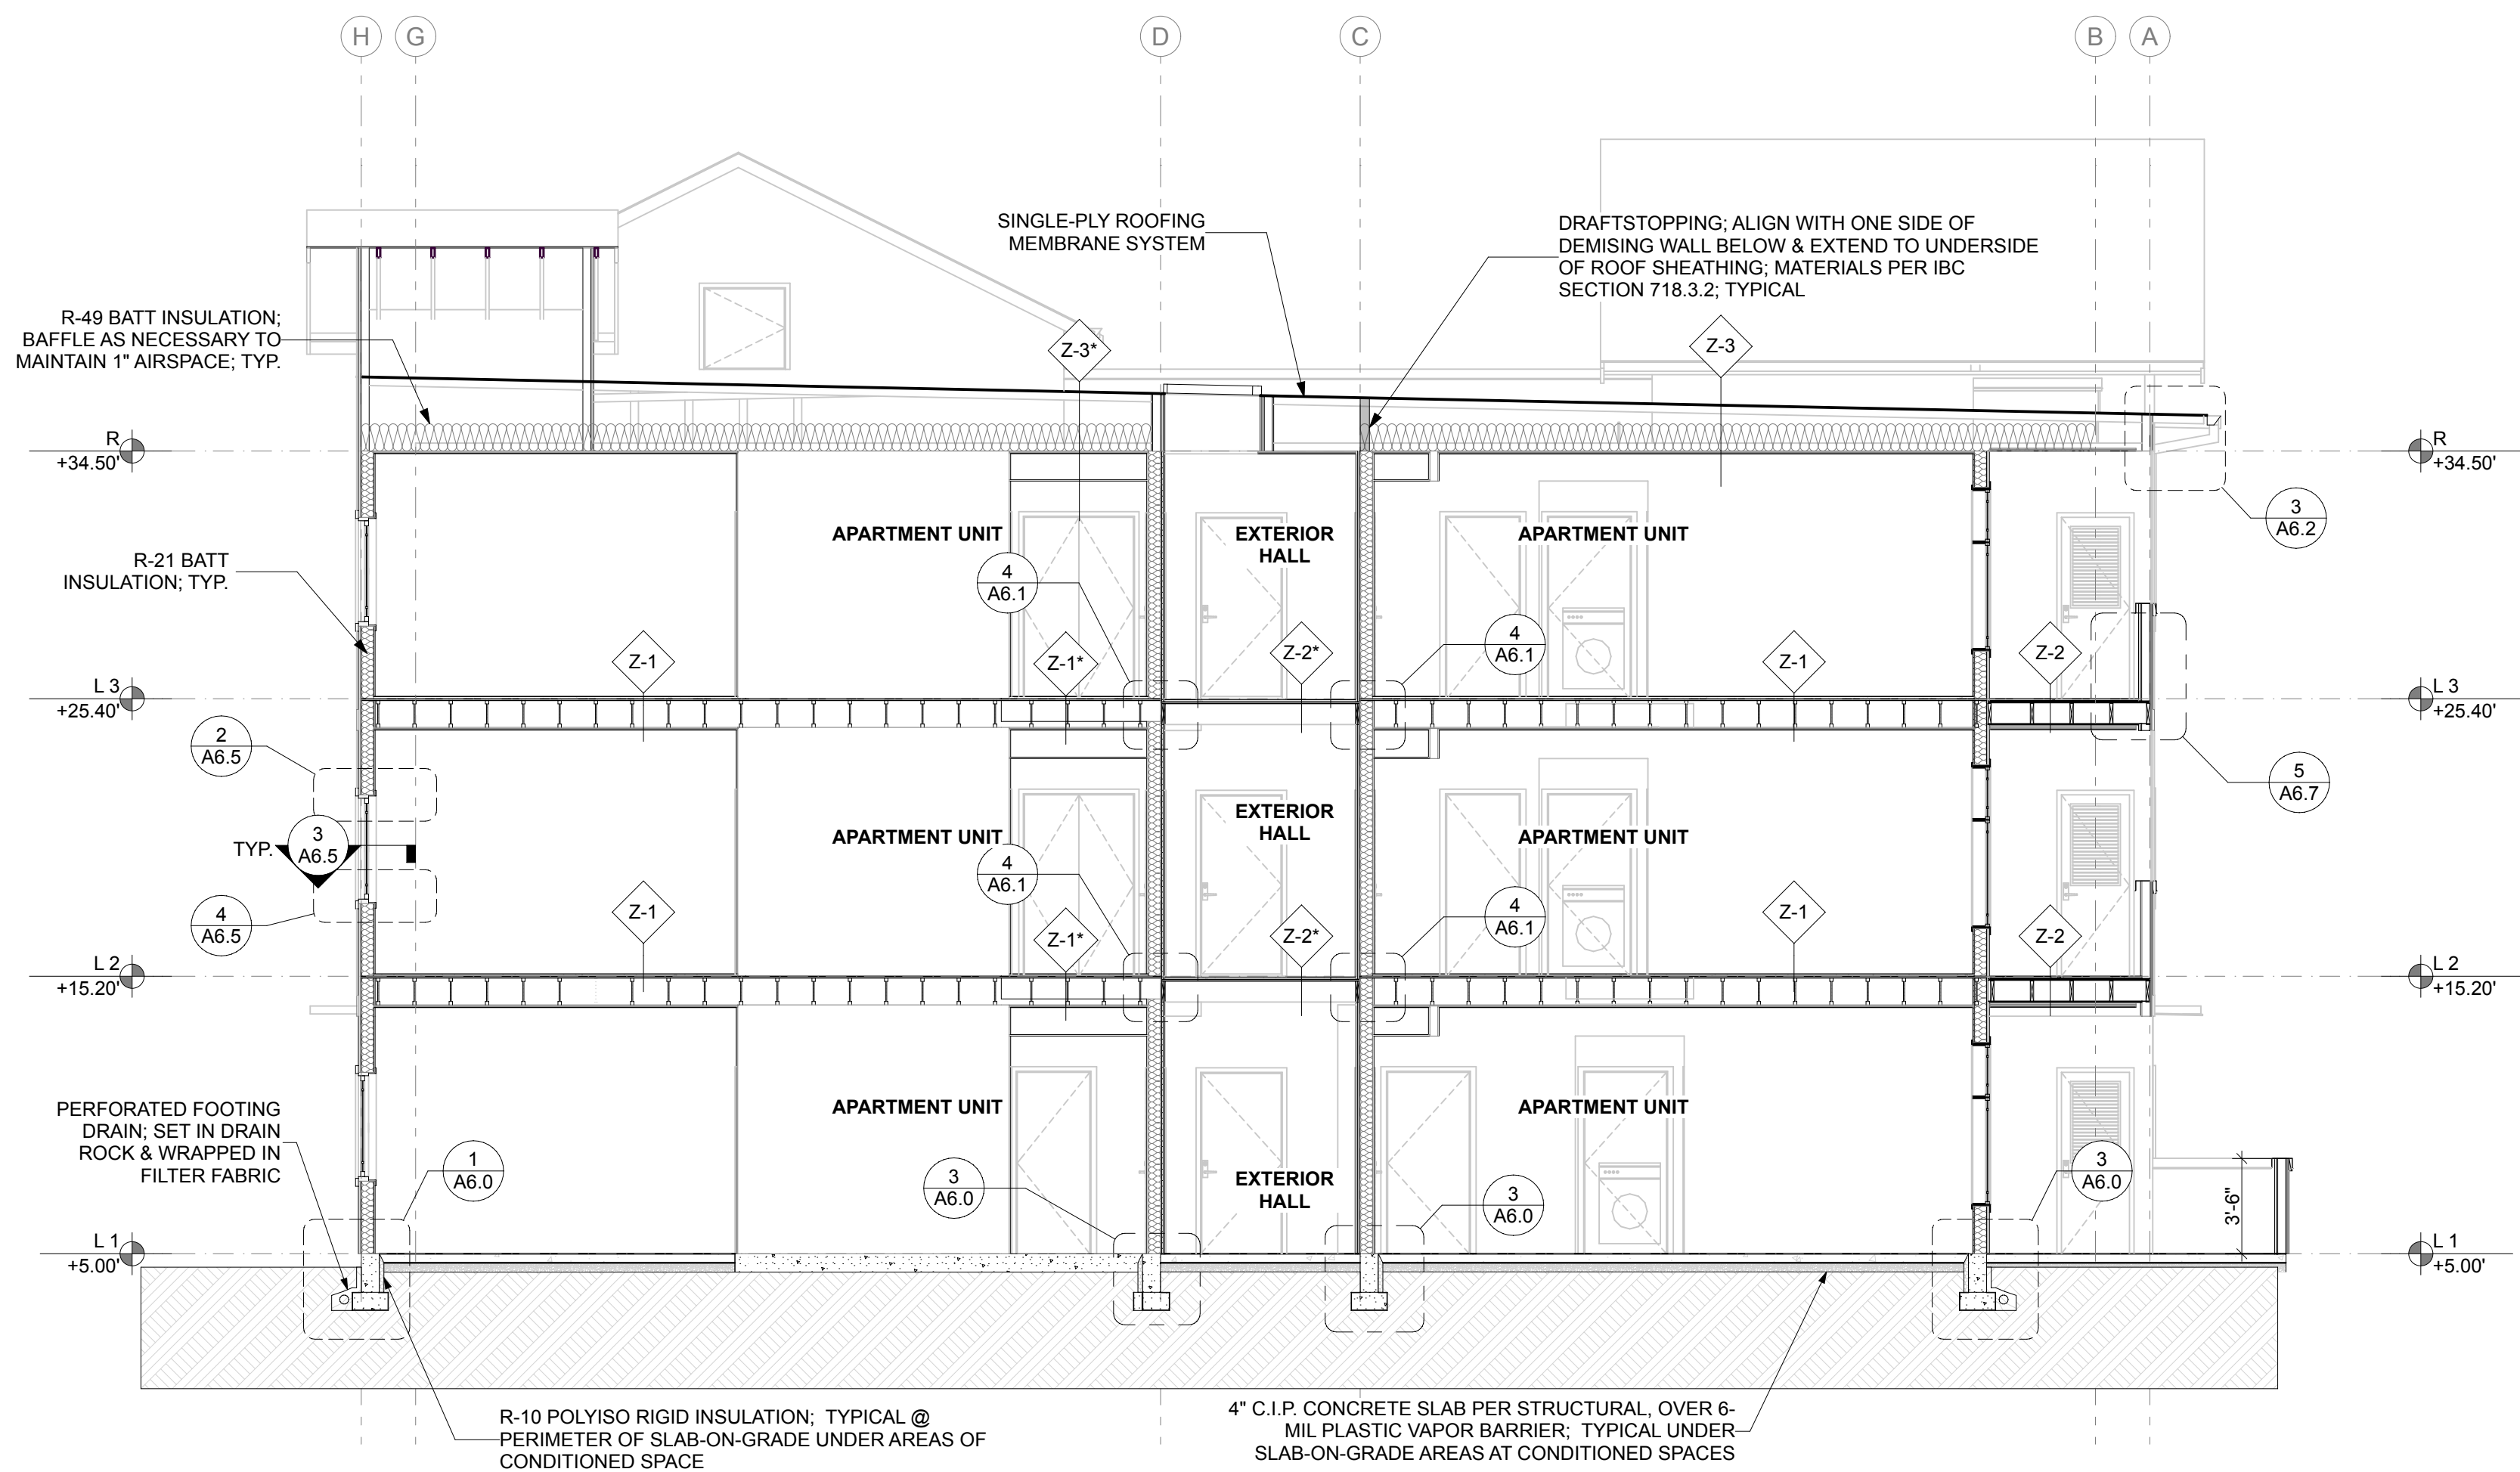 H
G
D
C
B
A
SINGLE-PLY ROOFING
MEMBRANE SYSTEM
DRAFTSTOPPING; ALIGN WITH ONE SIDE OF
DEMISING WALL BELOW & EXTEND TO UNDERSIDE
OF ROOF SHEATHING; MATERIALS PER IBC
SECTION 718.3.2; TYPICAL
R-49 BATT INSULATION;
BAFFLE AS NECESSARY TO
MAINTAIN 1" AIRSPACE; TYP.
Z-3*
Z-3
R
+34.50'
R
+34.50'
3
A6.2
APARTMENT UNIT
EXTERIOR
HALL
APARTMENT UNIT
R-21 BATT
INSULATION; TYP.
4
A6.1
4
A6.1
Z-1
Z-1*
Z-2*
Z-1
Z-2
L 3
+25.40'
L 3
+25.40'
2
A6.5
5
A6.7
APARTMENT UNIT
EXTERIOR
HALL
APARTMENT UNIT
TYP.
3
A6.5
4
A6.1
4
A6.1
4
A6.5
Z-1
Z-1*
Z-2*
Z-1
Z-2
L 2
+15.20'
L 2
+15.20'
PERFORATED FOOTING
DRAIN; SET IN DRAIN
ROCK & WRAPPED IN
FILTER FABRIC
APARTMENT UNIT
EXTERIOR
HALL
APARTMENT UNIT
1
A6.0
3
A6.0
3
A6.0
3
A6.0
3'-6"
L 1
+5.00'
L 1
+5.00'
R-10 POLYISO RIGID INSULATION; TYPICAL @
PERIMETER OF SLAB-ON-GRADE UNDER AREAS OF
CONDITIONED SPACE
4" C.I.P. CONCRETE SLAB PER STRUCTURAL, OVER 6-
MIL PLASTIC VAPOR BARRIER; TYPICAL UNDER
SLAB-ON-GRADE AREAS AT CONDITIONED SPACES